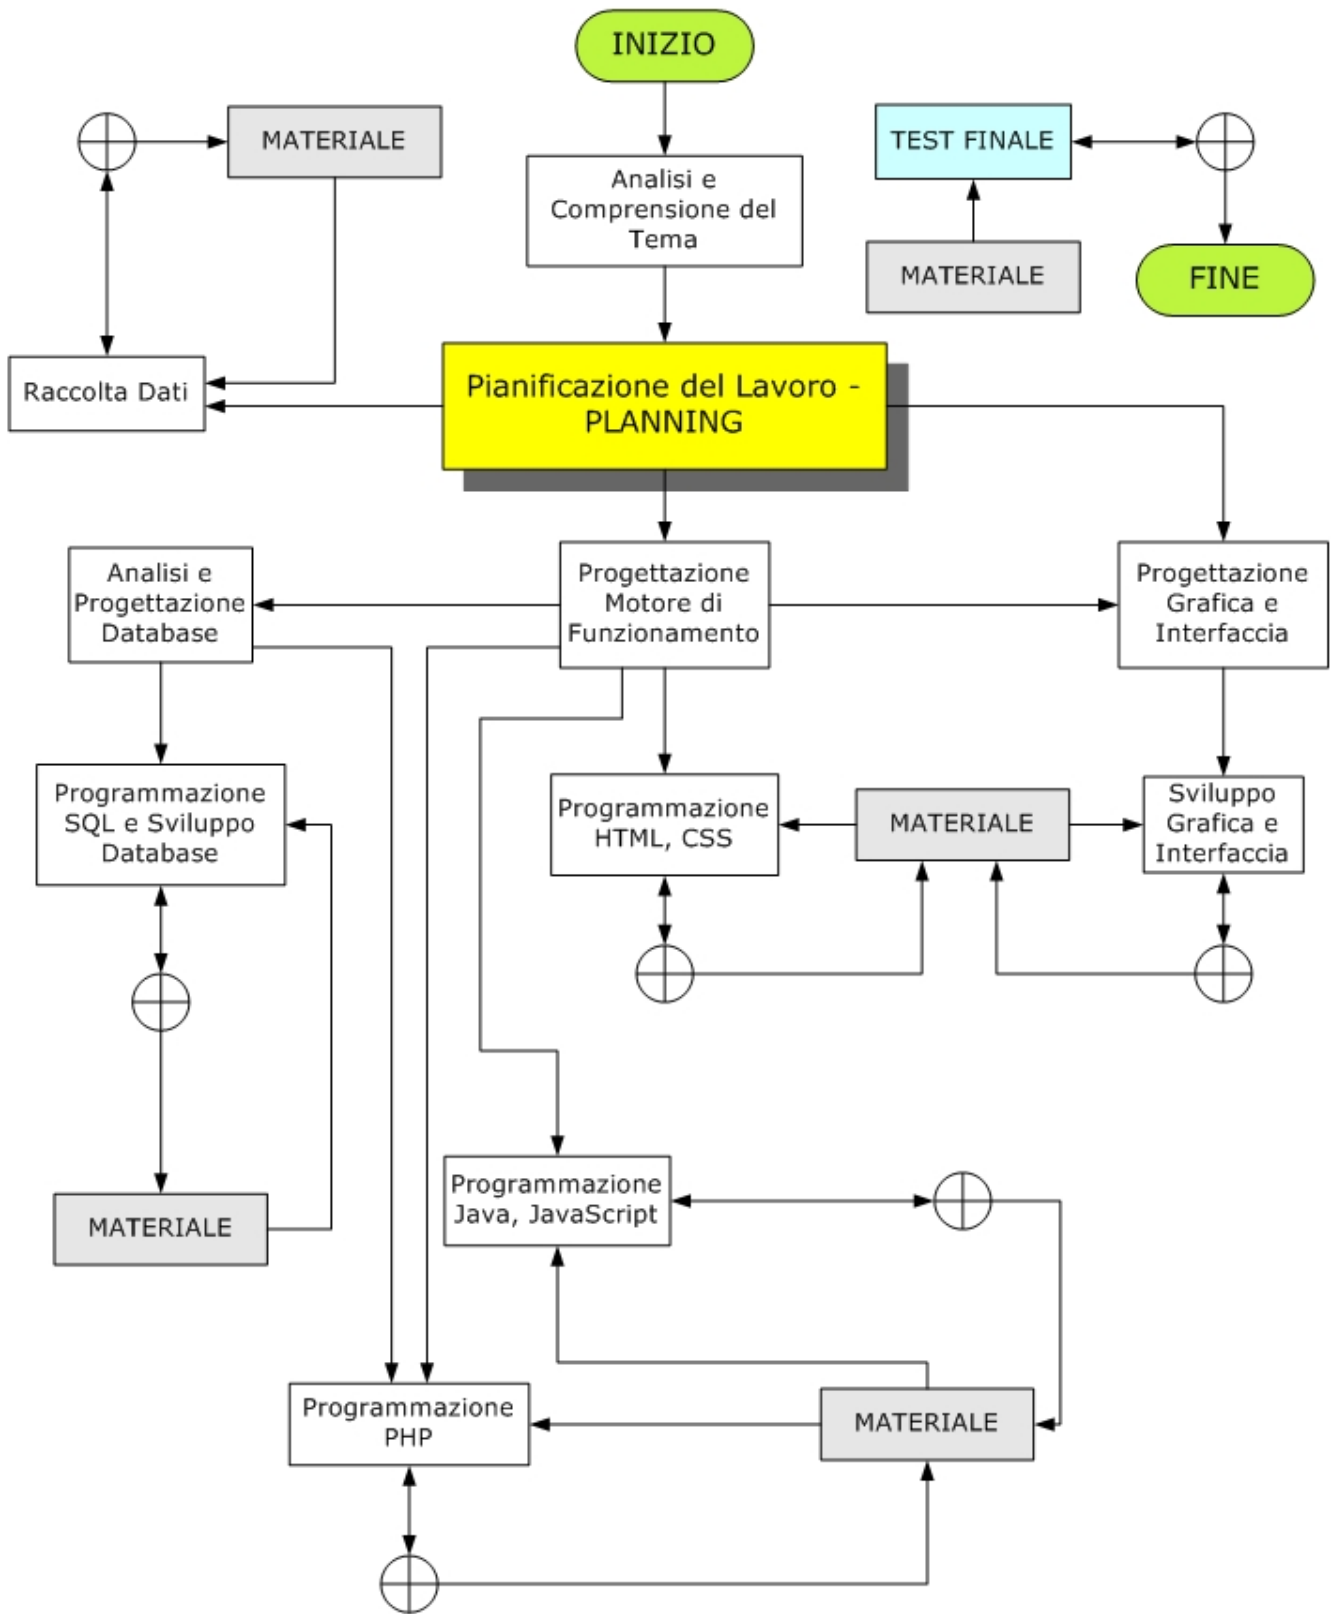 INIZIO
MATERIALE
TEST FINALE
Analisi e
Comprensione del
Tema
MATERIALE
FINE
Raccolta Dati
Pianificazione del Lavoro -
PLANNING
Analisi e
Progettazione
Database
Progettazione
Motore di
Funzionamento
Progettazione
Grafica e
Interfaccia
Programmazione
SQL e Sviluppo
Database
Programmazione
HTML, CSS
MATERIALE
Sviluppo
Grafica e
Interfaccia
Programmazione
Java, JavaScript
MATERIALE
Programmazione
PHP
MATERIALE